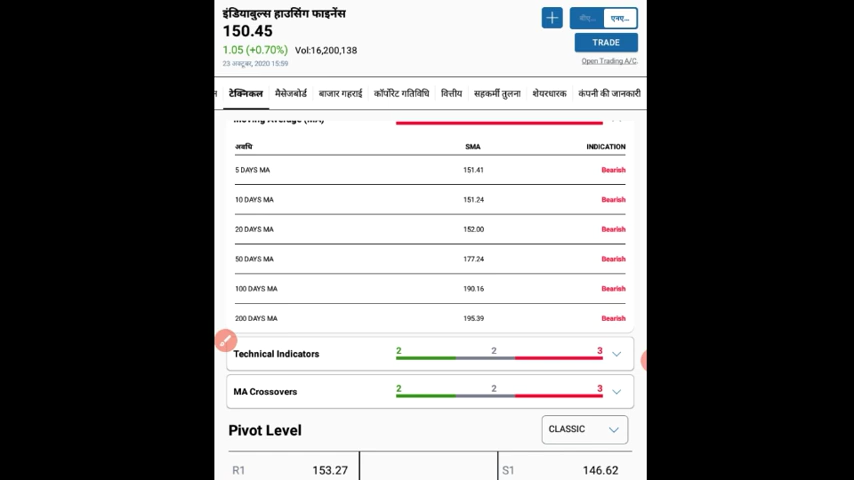 इंडियाबुल्स हाउसिंग फाइनेंस
150.45
1.05 (+0.70%) Vol:16,200,138
23 अक्टूबर, 2020 15:59
एनए...
TRADE
Open Trading A/C.
टेक्निकल मैसेजबोर्ड बाजार गहराई कॉर्पोरेट गतिविधि वित्तीय सहकर्मी तुलना शेयरधारक कंपनी की जानकारी
Moving Average (MA)
अवधि SMA INDICATION
5 DAYS MA 151.41 Bearish
10 DAYS MA 151.24 Bearish
20 DAYS MA 152.00 Bearish
50 DAYS MA 177.24 Bearish
100 DAYS MA 190.16 Bearish
200 DAYS MA 195.39 Bearish
Technical Indicators 2 2 3
MA Crossovers 2 2 3
Pivot Level CLASSIC
R1 153.27 S1 146.62